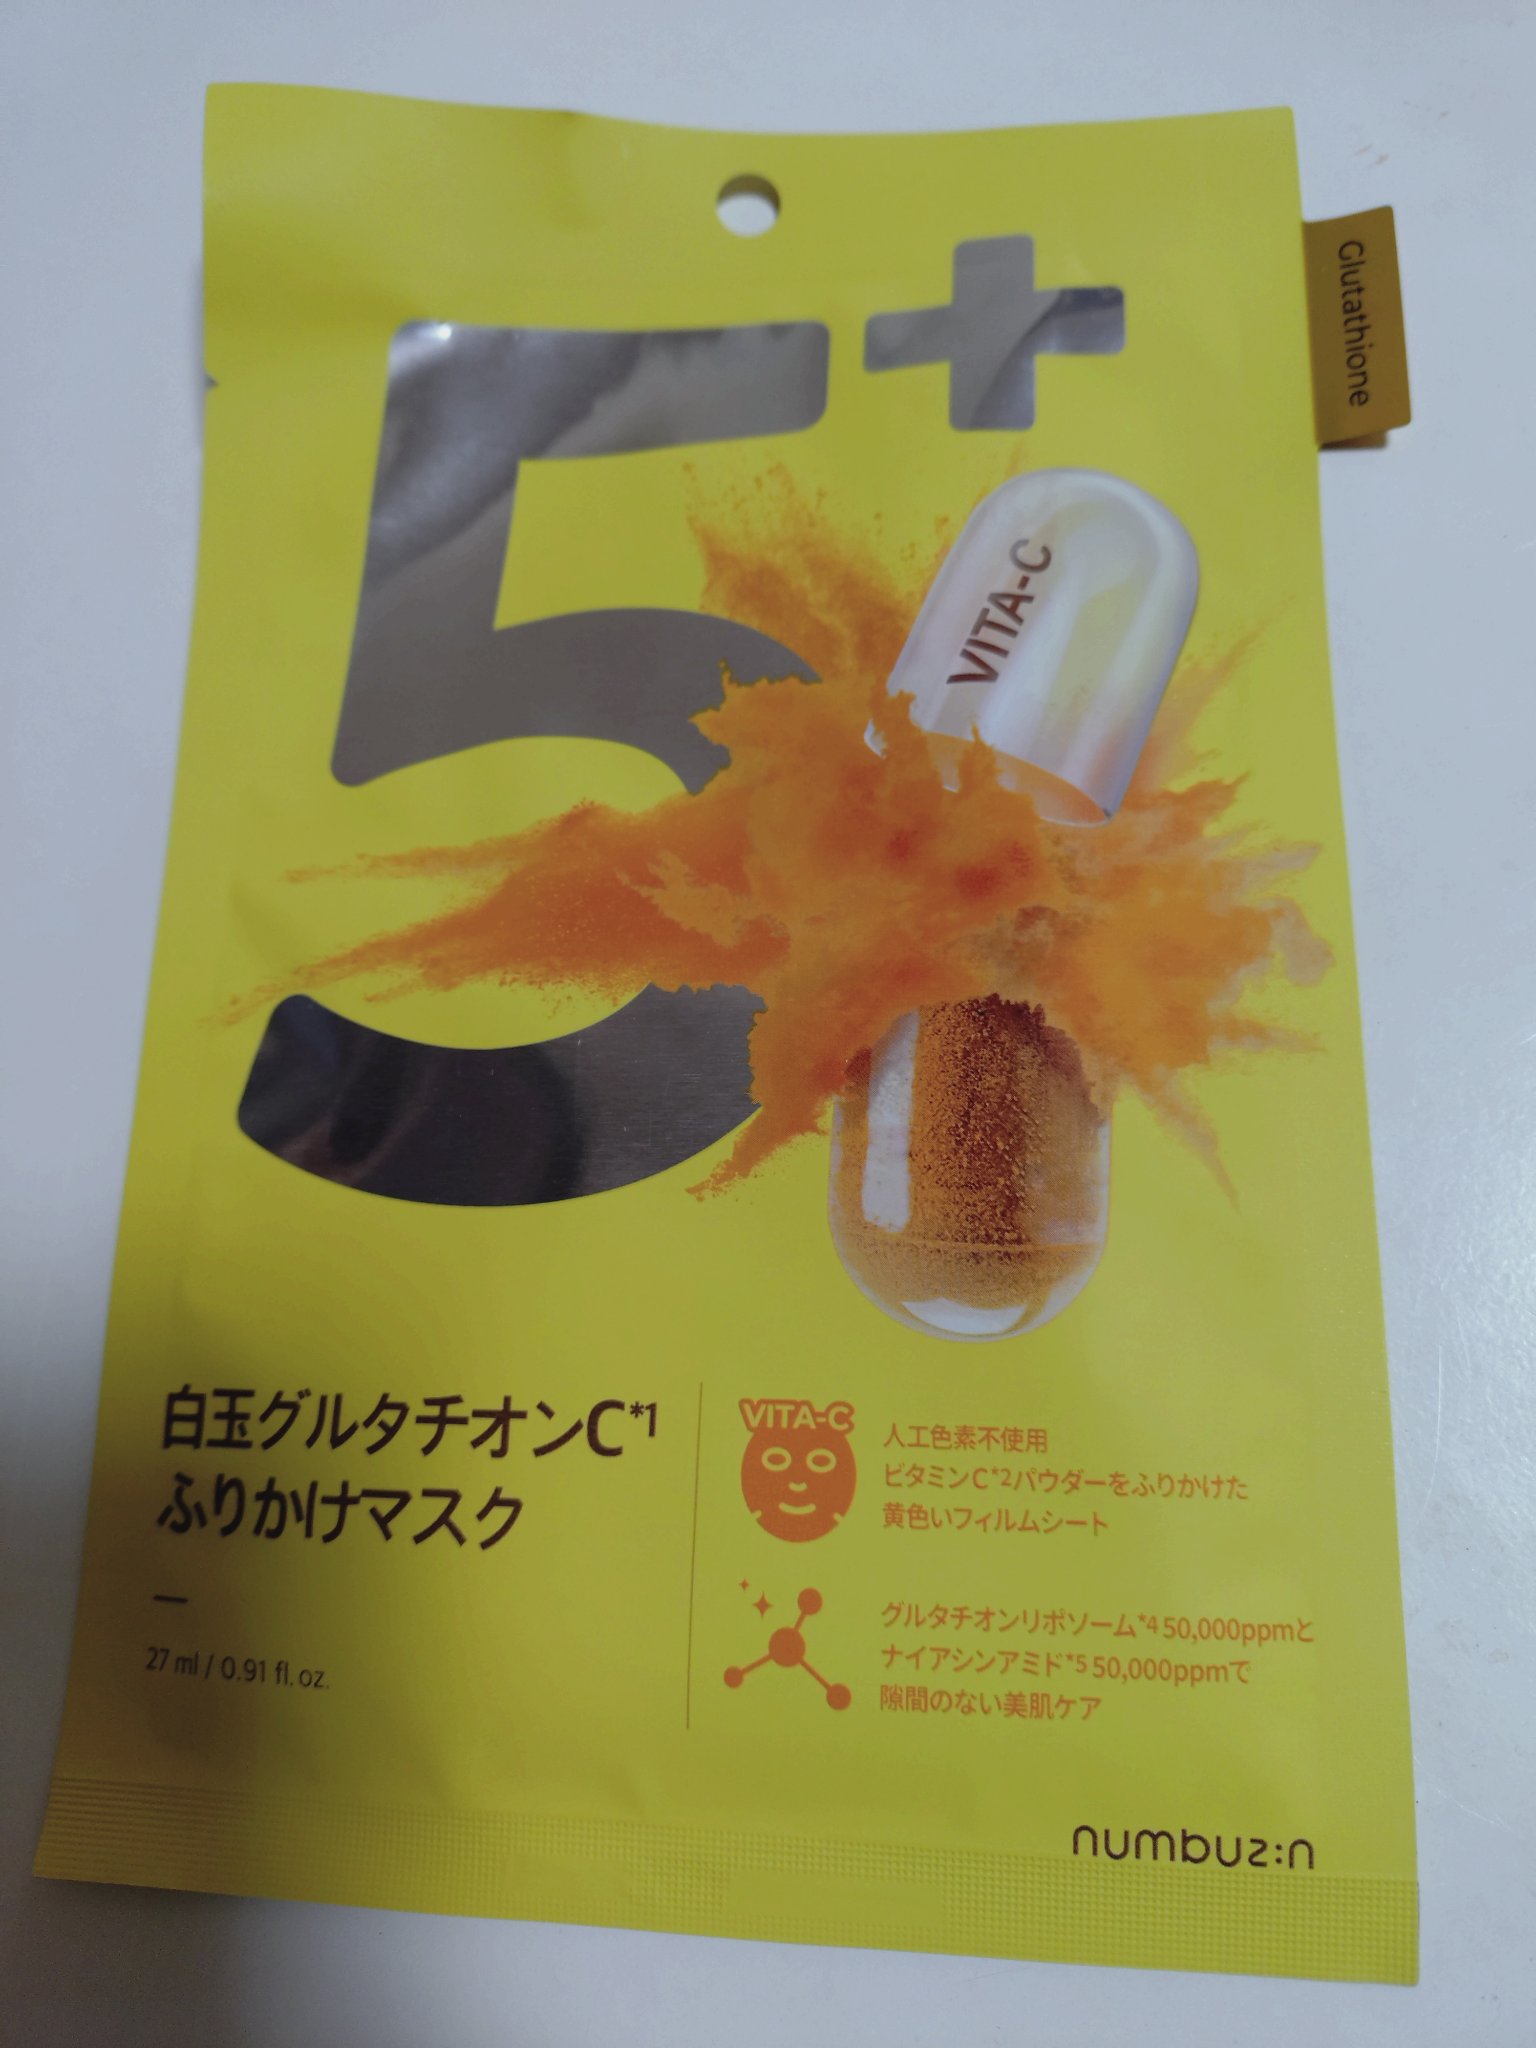 5+
Glutathione
VITA-C
白玉グルタチオンC*1
ふりかけマスク
27 ml / 0.91 fl. oz.
VITA-C
人工色素不使用
ビタミンC*2パウダーをふりかけた
黄色いフィルムシート
グルタチオンリポソーム*4 50,000ppmと
ナイアシンアミド*5 50,000ppmで
隙間のない美肌ケア
numbuz:n